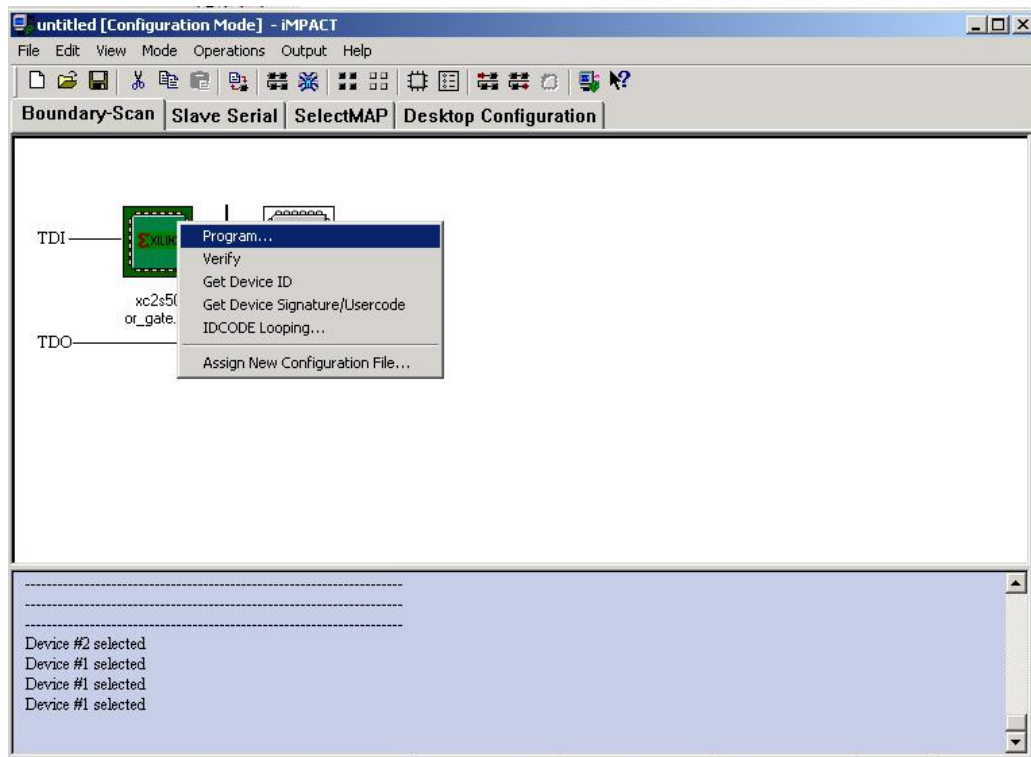 untitled [Configuration Mode] - iMPACT
File Edit View Mode Operations Output Help
Boundary-Scan Slave Serial SelectMAP Desktop Configuration
TDI
Program...
Verify
Get Device ID
Get Device Signature/Usercode
IDCODE Looping...
Assign New Configuration File...
xc2s50
or_gate.
TDO
----------------------------------------------------------------------
----------------------------------------------------------------------
----------------------------------------------------------------------
Device #2 selected
Device #1 selected
Device #1 selected
Device #1 selected